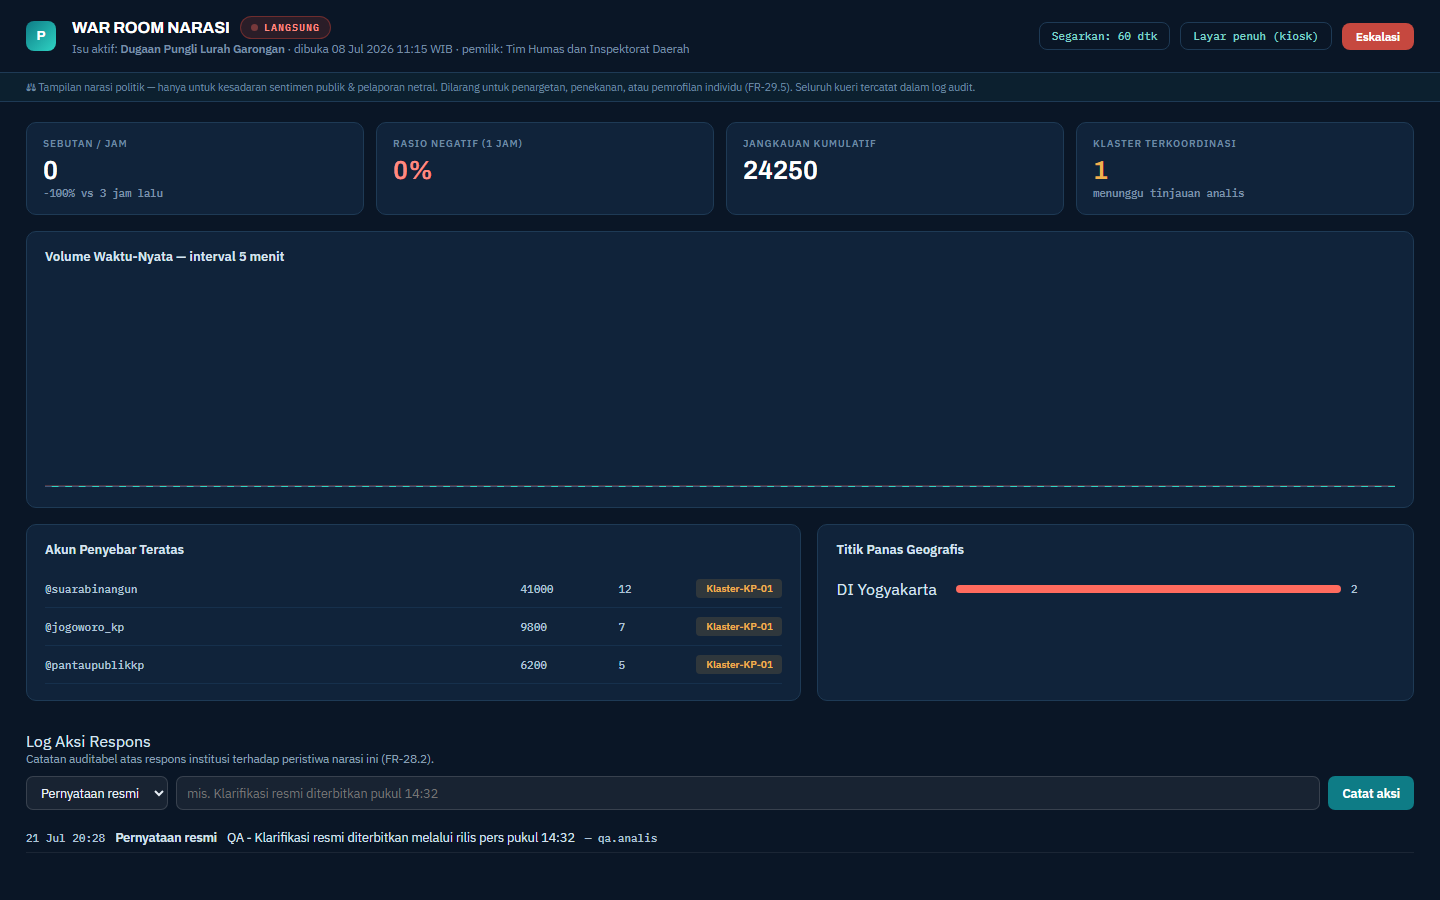 P
WAR ROOM NARASI
LANGSUNG
Isu aktif: Dugaan Pungli Lurah Garongan · dibuka 08 Jul 2026 11:15 WIB · pemilik: Tim Humas dan Inspektorat Daerah
Segarkan: 60 dtk
Layar penuh (kiosk)
Eskalasi
Tampilan narasi politik — hanya untuk kesadaran sentimen publik & pelaporan netral. Dilarang untuk penargetan, penekanan, atau pemrofilan individu (FR-29.5). Seluruh kueri tercatat dalam log audit.
SEBUTAN / JAM
0
-100% vs 3 jam lalu
RASIO NEGATIF (1 JAM)
0%
JANGKAUAN KUMULATIF
24250
KLASTER TERKOORDINASI
1
menunggu tinjauan analis
Volume Waktu-Nyata — interval 5 menit
Akun Penyebar Teratas
@suarabinangun 41000 12 Klaster-KP-01
@jogoworo_kp 9800 7 Klaster-KP-01
@pantaupublikkp 6200 5 Klaster-KP-01
Titik Panas Geografis
DI Yogyakarta 2
Log Aksi Respons
Catatan auditabel atas respons institusi terhadap peristiwa narasi ini (FR-28.2).
Pernyataan resmi
mis. Klarifikasi resmi diterbitkan pukul 14:32
Catat aksi
21 Jul 20:28 Pernyataan resmi QA - Klarifikasi resmi diterbitkan melalui rilis pers pukul 14:32 — qa.analis